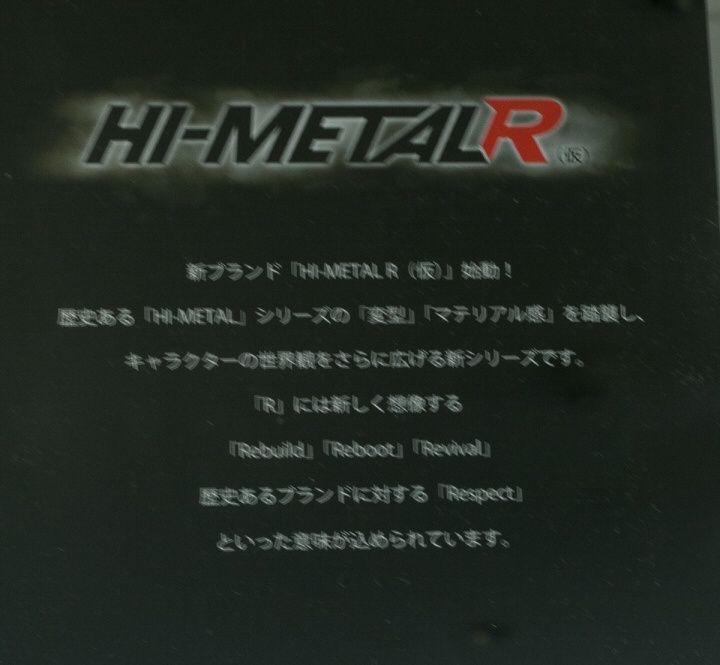 HI-METAL R (仮)
新ブランド「HI-METAL R（仮）」始動！
歴史ある「HI-METAL」シリーズの「変型」「マテリアル感」を踏襲し、
キャラクターの世界観をさらに広げる新シリーズです。
「R」には新しく想像する
「Rebuild」「Reboot」「Revival」
歴史あるブランドに対する「Respect」
といった意味が込められています。